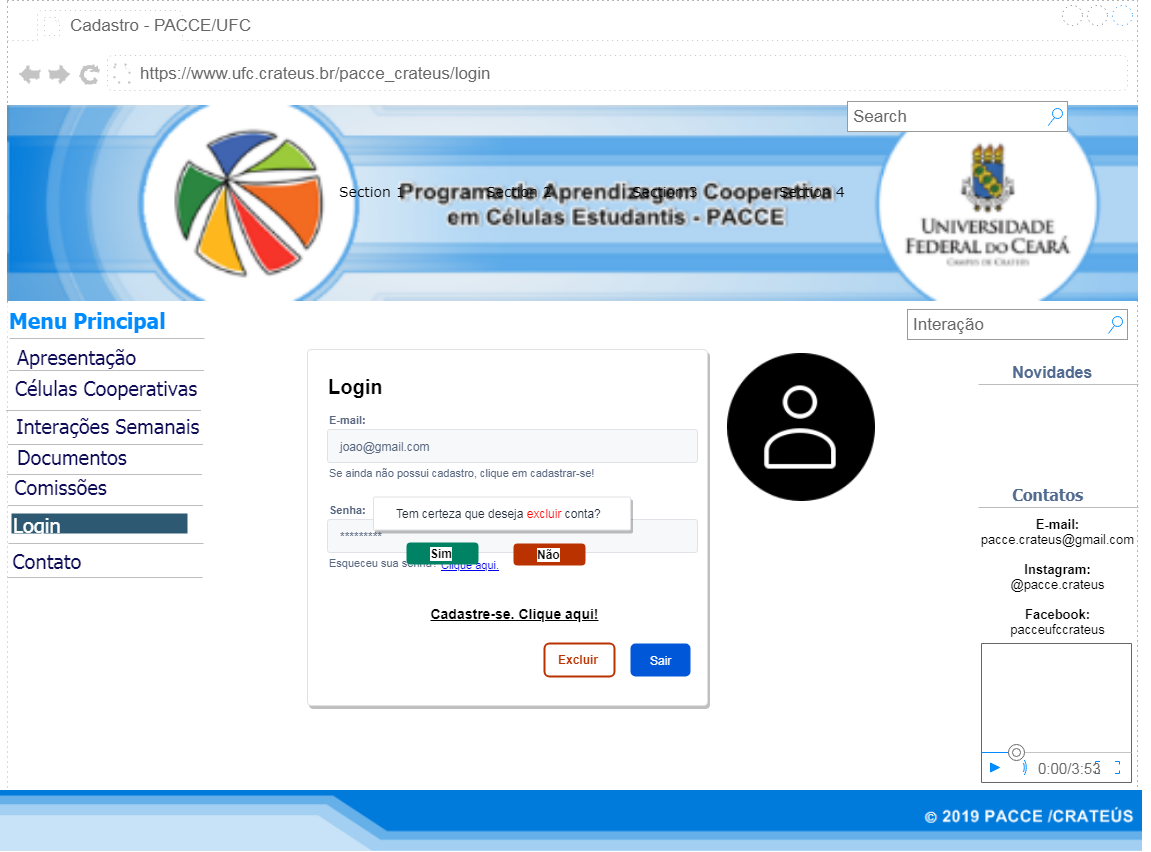 Cadastro - PACCE/UFC
https://www.ufc.crateus.br/pacce_crateus/login
Search
Section 1 Section 2 Section 3 Section 4
Programa de Aprendizagem Cooperativa
em Células Estudantis - PACCE
UNIVERSIDADE
FEDERAL DO CEARÁ
CAMPUS DE CRATEÚS
Menu Principal
Apresentação
Células Cooperativas
Interações Semanais
Documentos
Comissões
Login
Contato
Login
E-mail:
joao@gmail.com
Se ainda não possui cadastro, clique em cadastrar-se!
Senha:
Tem certeza que deseja excluir conta?
*********
Sim
Não
Esqueceu sua senha? Clique aqui.
Cadastre-se. Clique aqui!
Excluir
Sair
Interação
Novidades
Contatos
E-mail:
pacce.crateus@gmail.com
Instagram:
@pacce.crateus
Facebook:
pacceufccrateus
0:00/3:53
© 2019 PACCE /CRATEÚS